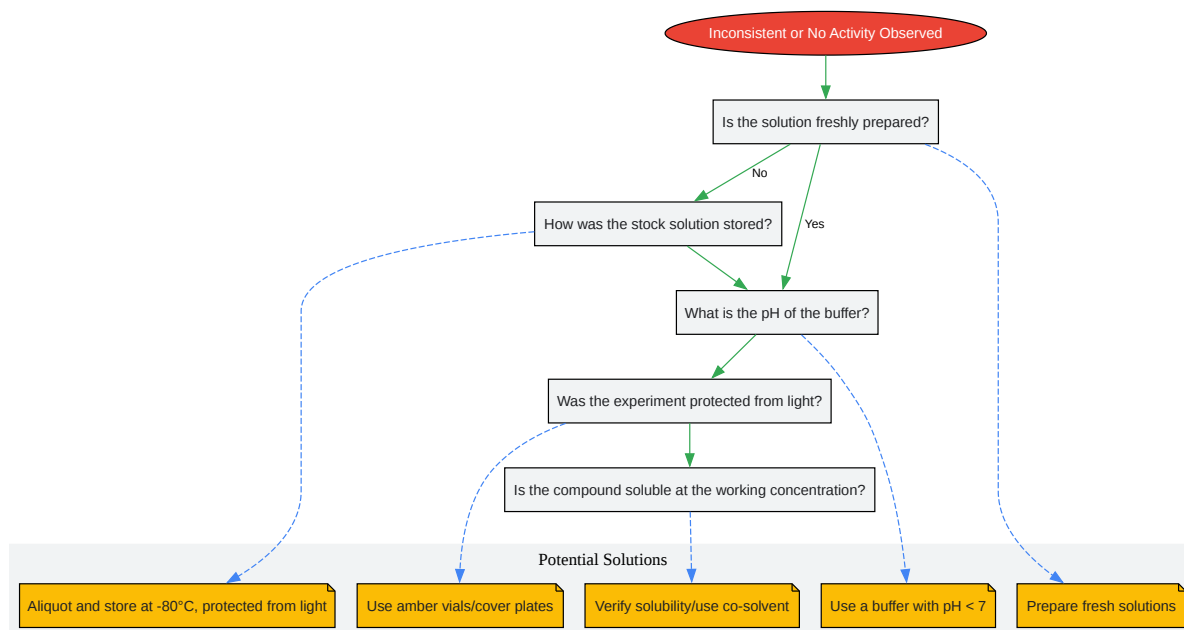 Inconsistent or No Activity Observed
Is the solution freshly prepared?
No
How was the stock solution stored?
Yes
What is the pH of the buffer?
Was the experiment protected from light?
Is the compound soluble at the working concentration?
Potential Solutions
Aliquot and store at -80°C, protected from light
Use amber vials/cover plates
Verify solubility/use co-solvent
Use a buffer with pH < 7
Prepare fresh solutions